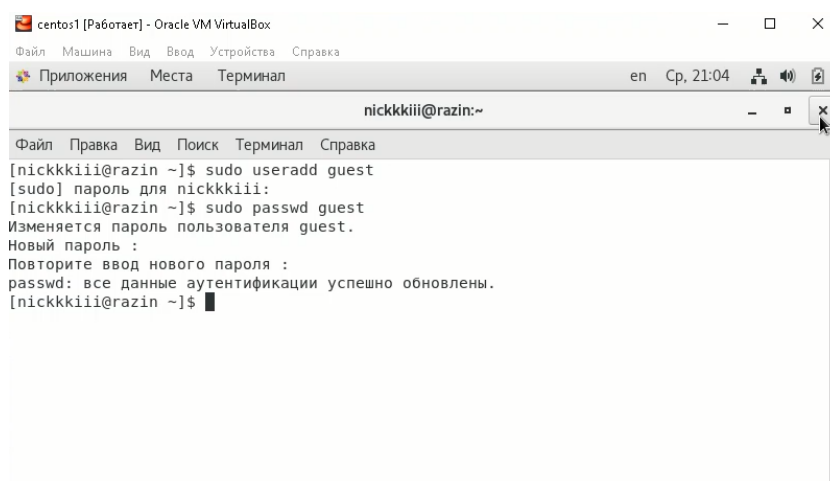 centos1 [Работает] - Oracle VM VirtualBox
Файл Машина Вид Ввод Устройства Справка
Приложения Места Терминал en Ср, 21:04
nickkkiii@razin:~
Файл Правка Вид Поиск Терминал Справка
[nickkkiii@razin ~]$ sudo useradd guest
[sudo] пароль для nickkkiii:
[nickkkiii@razin ~]$ sudo passwd guest
Изменяется пароль пользователя guest.
Новый пароль :
Повторите ввод нового пароля :
passwd: все данные аутентификации успешно обновлены.
[nickkkiii@razin ~]$